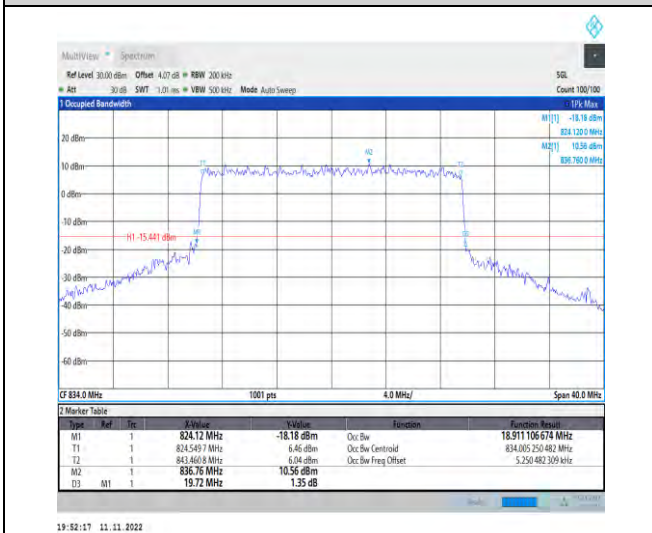 MultiView Spectrum
Ref Level 30.00 dBm Offset 4.07 dB RBW 200 kHz SGL
Att 30 dB SWT 1.01 ms VBW 500 kHz Mode Auto Sweep Count 100/100
1 Occupied Bandwidth 1Pk Max
M1[1] -18.18 dBm
824.120 0 MHz
M2[1] 10.56 dBm
836.760 0 MHz
20 dBm
M2
T1 T2
10 dBm
0 dBm
-10 dBm
H1 -15.441 dBm M1 D3
-20 dBm
-30 dBm
-40 dBm
-50 dBm
-60 dBm
CF 834.0 MHz 1001 pts 4.0 MHz/ Span 40.0 MHz
2 Marker Table
Type Ref Trc X-Value Y-Value Function Function Result
M1 1 824.12 MHz -18.18 dBm Occ Bw 18.911 106 674 MHz
T1 1 824.549 7 MHz 6.46 dBm Occ Bw Centroid 834.005 250 482 MHz
T2 1 843.460 8 MHz 6.04 dBm Occ Bw Freq Offset 5.250 482 309 kHz
M2 1 836.76 MHz 10.56 dBm
D3 M1 1 19.72 MHz 1.35 dB
19:52:17 11.11.2022